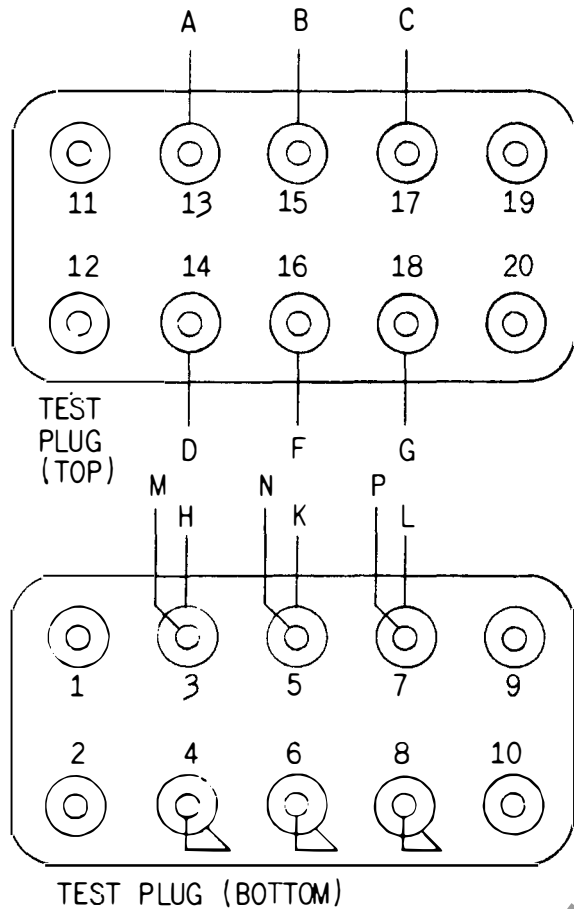 A B C
11 13 15 17 19
12 14 16 18 20
TEST
PLUG
(TOP)
D F G
M H N K P L
1 3 5 7 9
2 4 6 8 10
TEST PLUG (BOTTOM)